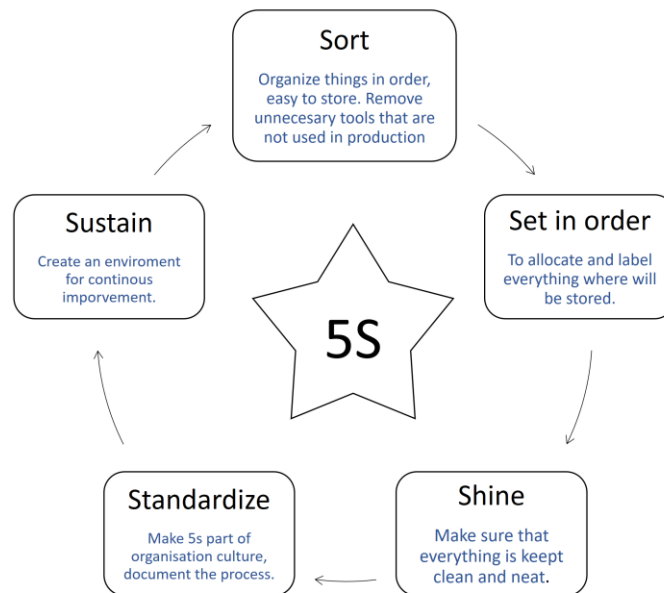 Sort
Organize things in order,
easy to store. Remove
unnecesary tools that are
not used in production
Set in order
To allocate and label
everything where will
be stored.
Shine
Make sure that
everything is keept
clean and neat.
Standardize
Make 5s part of
organisation culture,
document the process.
Sustain
Create an enviroment
for continous
imporvement.
5S